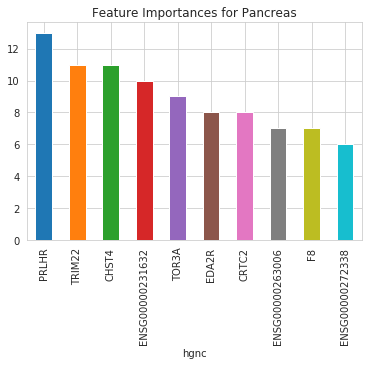 Feature Importances for Pancreas
12
10
8
6
4
2
0
PRLHR
TRIM22
CHST4
ENSG00000231632
TOR3A
EDA2R
CRTC2
ENSG00000263006
F8
ENSG00000272338
hgnc